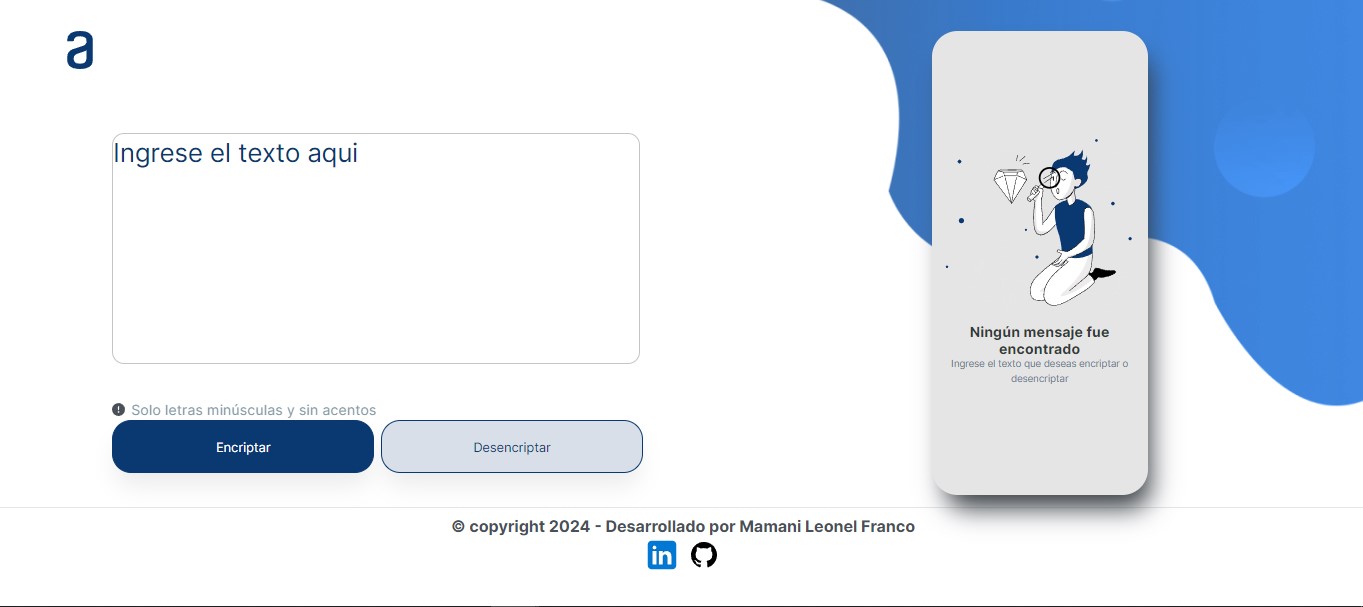 a
Ingrese el texto aqui
Ningún mensaje fue
encontrado
Ingrese el texto que deseas encriptar o
desencriptar
Solo letras minúsculas y sin acentos
Encriptar
Desencriptar
© copyright 2024 - Desarrollado por Mamani Leonel Franco
in